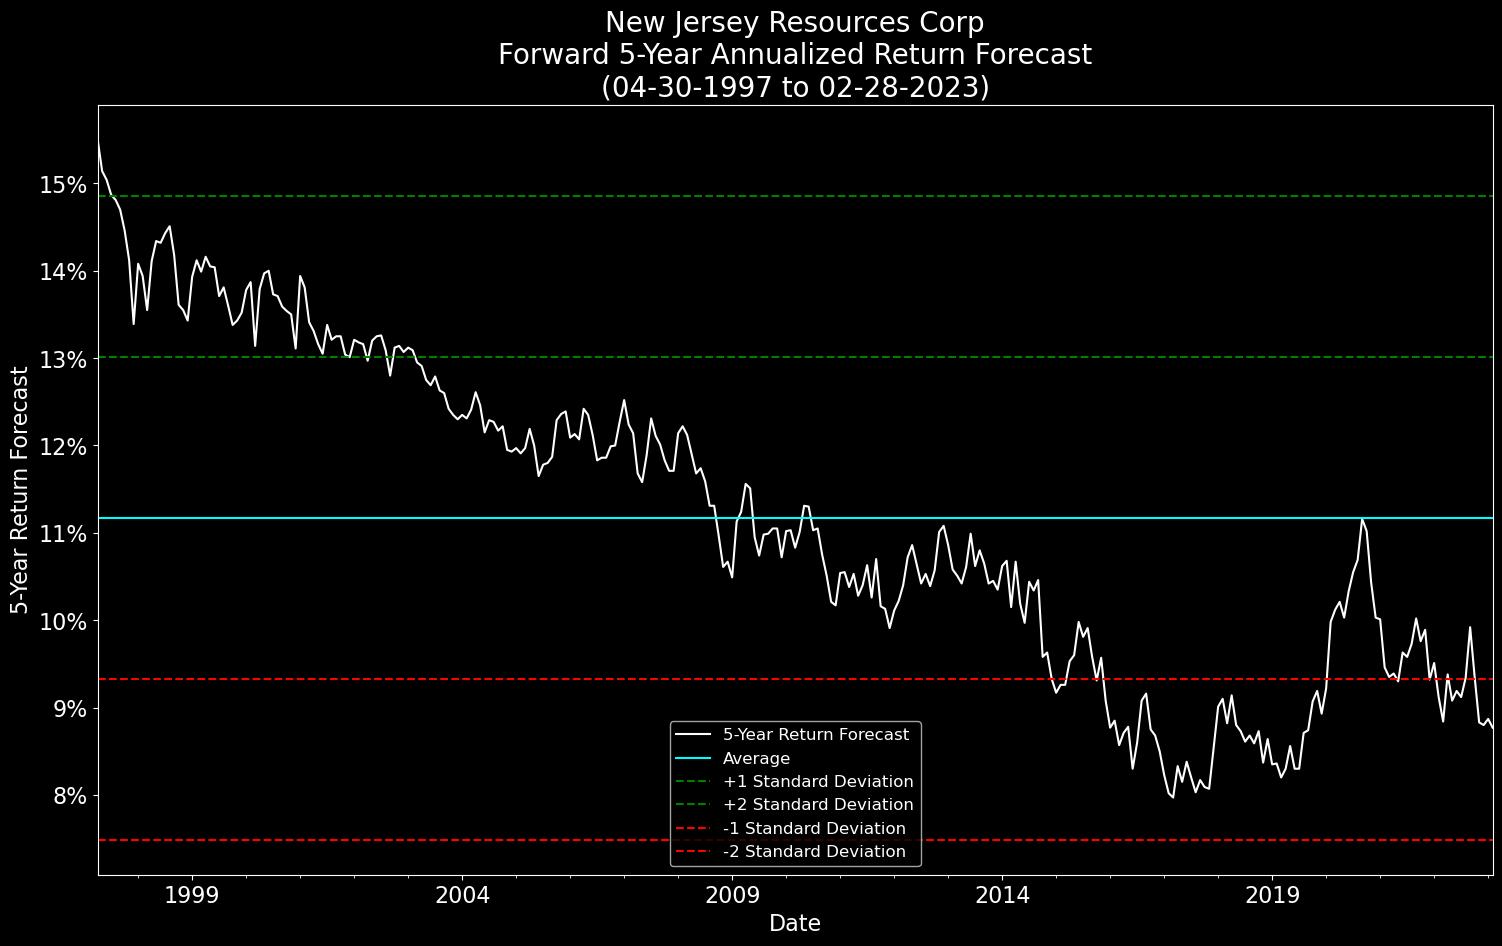 New Jersey Resources Corp
Forward 5-Year Annualized Return Forecast
(04-30-1997 to 02-28-2023)
5-Year Return Forecast
15%
14%
13%
12%
11%
10%
9%
8%
5-Year Return Forecast
Average
+1 Standard Deviation
+2 Standard Deviation
-1 Standard Deviation
-2 Standard Deviation
1999 2004 2009 2014 2019
Date